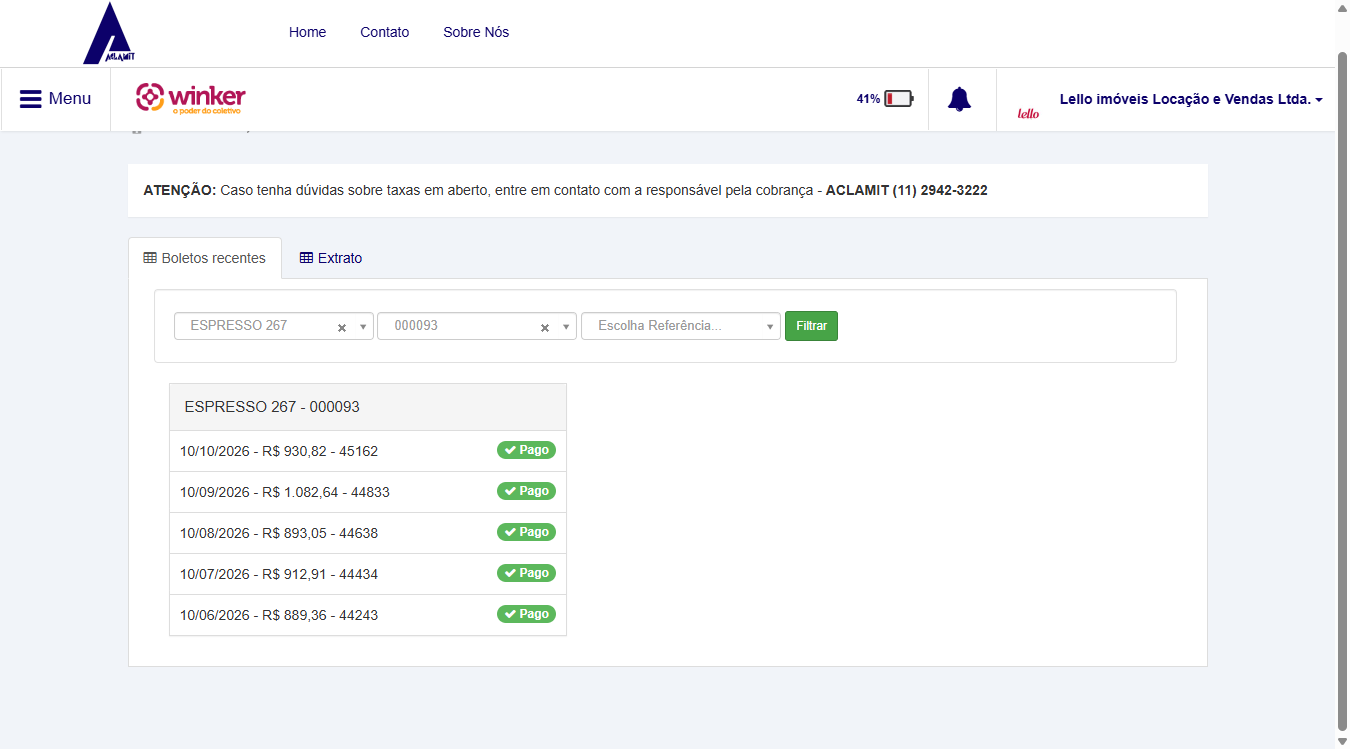 Home Contato Sobre Nós
ACLAMIT
Menu
winker
o poder do coletivo
41%
lello
Lello imóveis Locação e Vendas Ltda.
ATENÇÃO: Caso tenha dúvidas sobre taxas em aberto, entre em contato com a responsável pela cobrança - ACLAMIT (11) 2942-3222
Boletos recentes Extrato
ESPRESSO 267 × 000093 × Escolha Referência... Filtrar
ESPRESSO 267 - 000093
10/10/2026 - R$ 930,82 - 45162 Pago
10/09/2026 - R$ 1.082,64 - 44833 Pago
10/08/2026 - R$ 893,05 - 44638 Pago
10/07/2026 - R$ 912,91 - 44434 Pago
10/06/2026 - R$ 889,36 - 44243 Pago